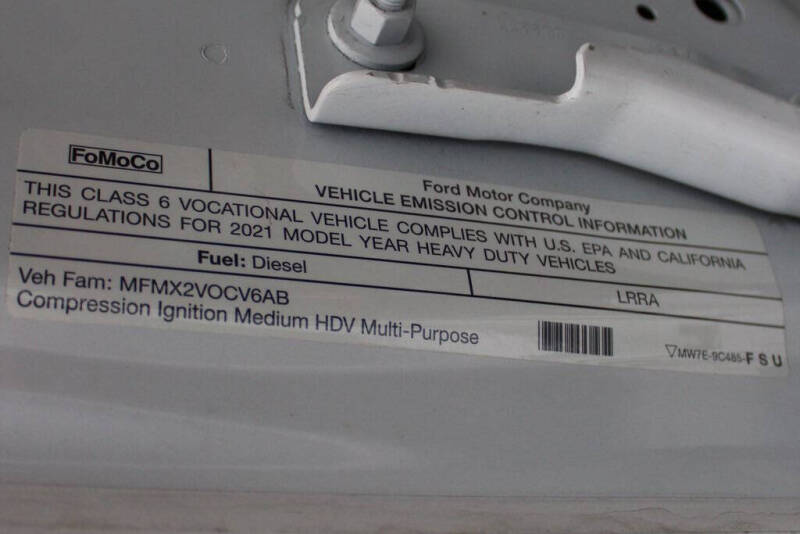 FoMoCo
Ford Motor Company
VEHICLE EMISSION CONTROL INFORMATION
THIS CLASS 6 VOCATIONAL VEHICLE COMPLIES WITH U.S. EPA AND CALIFORNIA
REGULATIONS FOR 2021 MODEL YEAR HEAVY DUTY VEHICLES
Fuel: Diesel
LRRA
Veh Fam: MFMX2VOCV6AB
Compression Ignition Medium HDV Multi-Purpose
MW7E-9C485-F S U